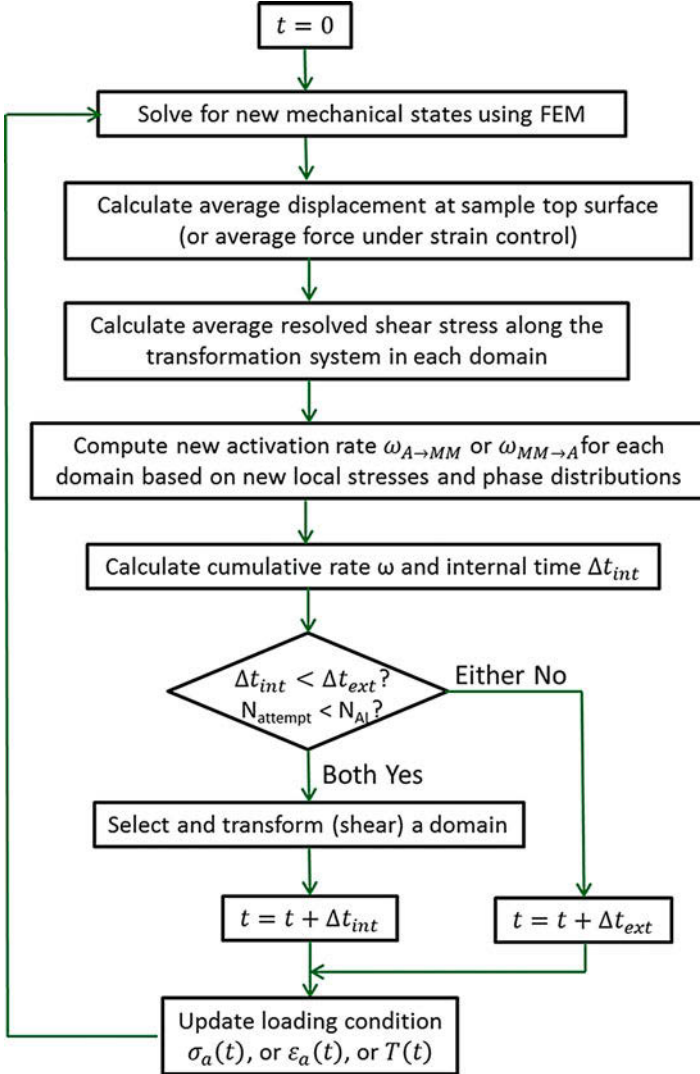 t = 0
Solve for new mechanical states using FEM
Calculate average displacement at sample top surface
(or average force under strain control)
Calculate average resolved shear stress along the
transformation system in each domain
Compute new activation rate ω_{A→MM} or ω_{MM→A} for each
domain based on new local stresses and phase distributions
Calculate cumulative rate ω and internal time Δt_{int}
Δt_{int} < Δt_{ext}?
N_{attempt} < N_{AJ}?
Either No
Both Yes
Select and transform (shear) a domain
t = t + Δt_{int}
t = t + Δt_{ext}
Update loading condition
σ_a(t), or ε_a(t), or T(t)